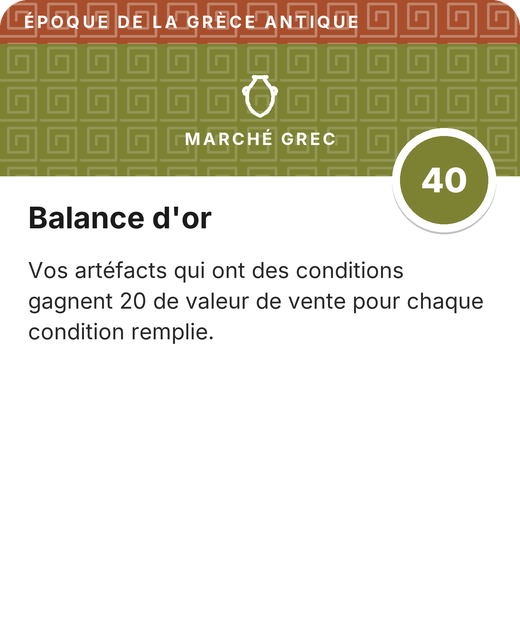 ÉPOQUE DE LA GRÈCE ANTIQUE
MARCHÉ GREC
40
Balance d'or
Vos artéfacts qui ont des conditions
gagnent 20 de valeur de vente pour chaque
condition remplie.